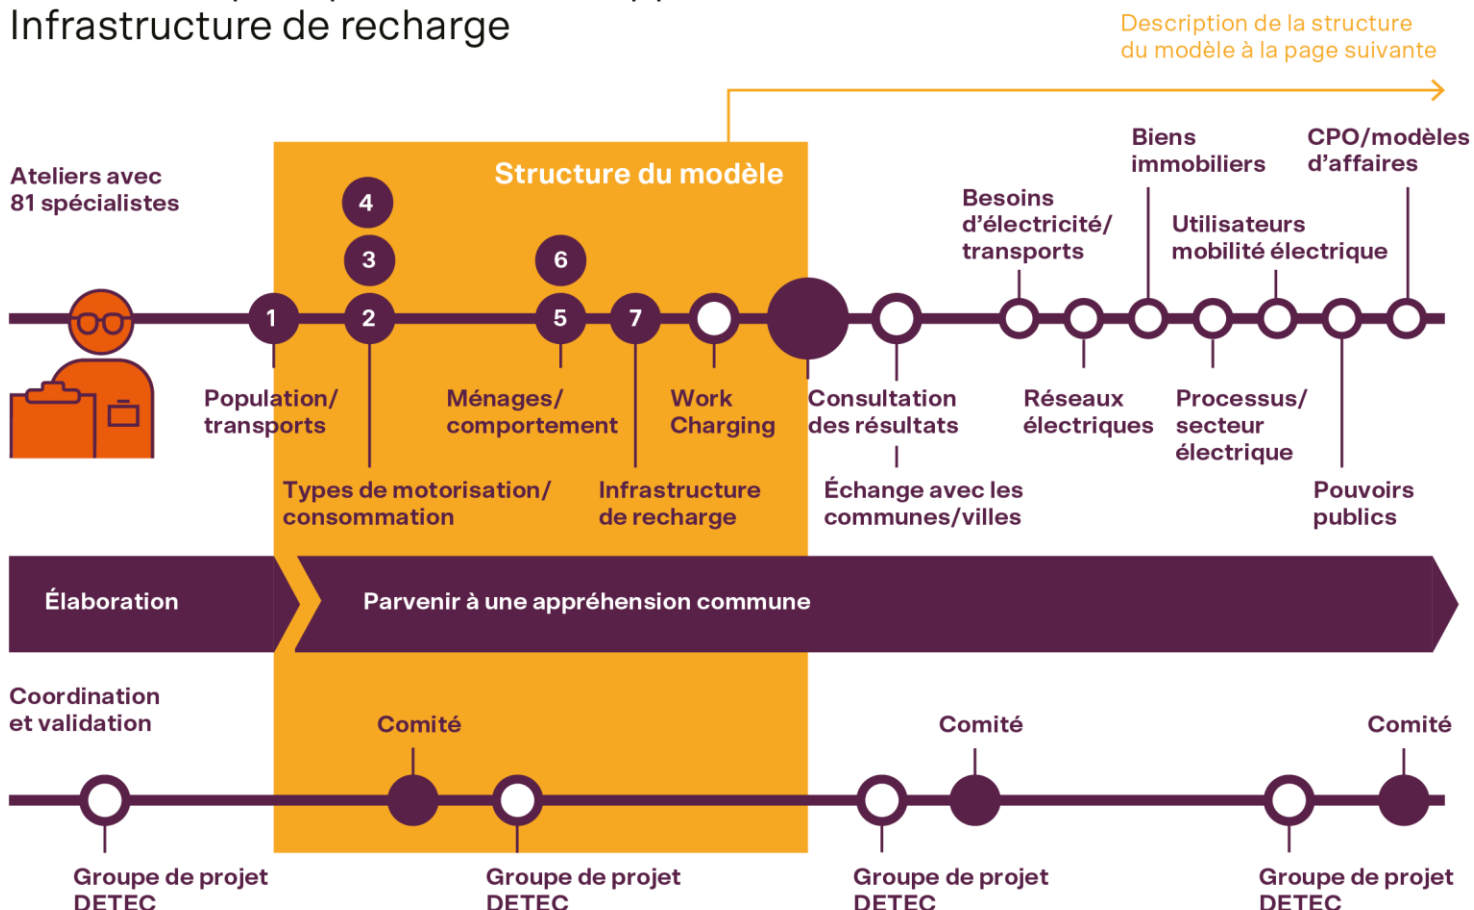 Infrastructure de recharge
Description de la structure
du modèle à la page suivante
Ateliers avec
81 spécialistes
Structure du modèle
Biens
immobiliers
CPO/modèles
d'affaires
Besoins
d'électricité/
transports
Utilisateurs
mobilité électrique
4
3
6
1
2
5
7
Population/
transports
Ménages/
comportement
Work
Charging
Consultation
des résultats
Réseaux
électriques
Processus/
secteur
électrique
Types de motorisation/
consommation
Infrastructure
de recharge
Échange avec les
communes/villes
Pouvoirs
publics
Élaboration
Parvenir à une appréhension commune
Coordination
et validation
Comité
Comité
Comité
Groupe de projet
DETEC
Groupe de projet
DETEC
Groupe de projet
DETEC
Groupe de projet
DETEC